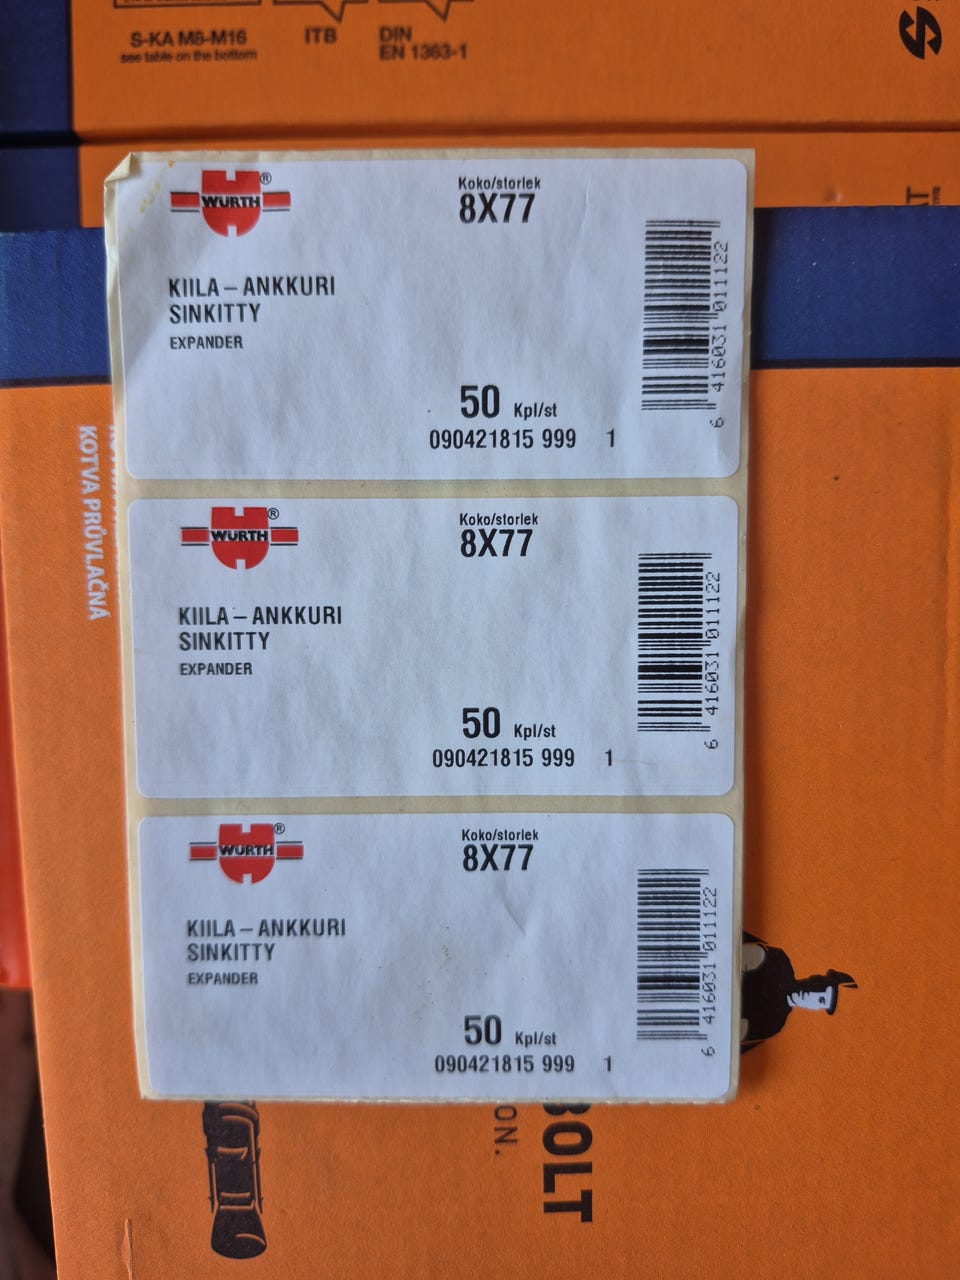 S-KA M8-M16
see table on the bottom
ITB
DIN
EN 1363-1
WÜRTH®
Koko/storlek
8X77
KIILA – ANKKURI
SINKITTY
EXPANDER
50 Kpl/st
090421815 999 1
6 416031 011122
WÜRTH®
Koko/storlek
8X77
KIILA – ANKKURI
SINKITTY
EXPANDER
50 Kpl/st
090421815 999 1
6 416031 011122
WÜRTH®
Koko/storlek
8X77
KIILA – ANKKURI
SINKITTY
EXPANDER
50 Kpl/st
090421815 999 1
6 416031 011122
KOTVA PRŮVLAČNÁ
BOLT
ON.